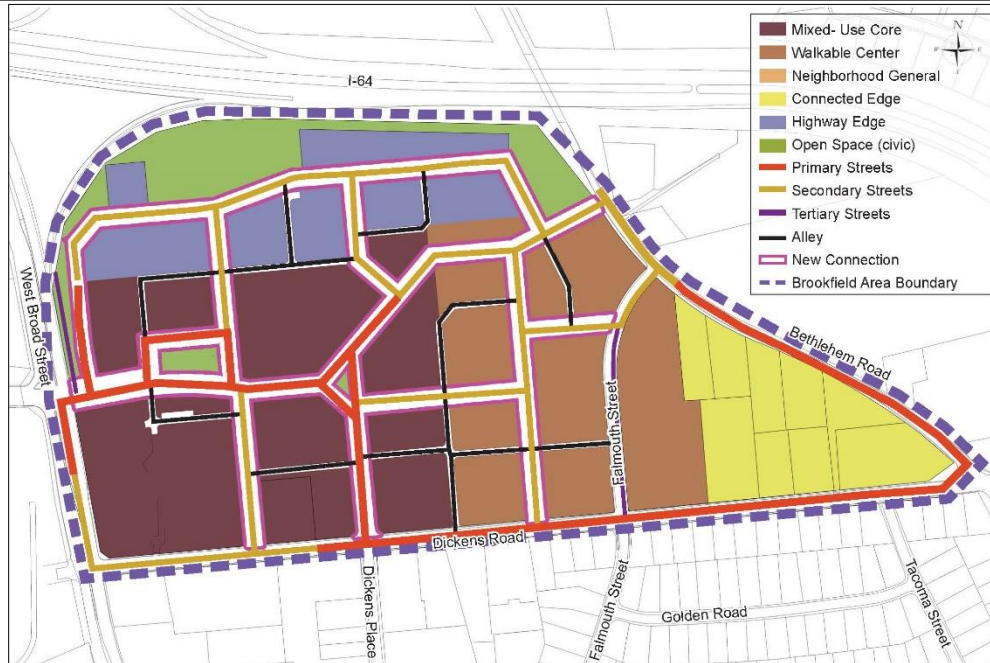 Mixed- Use Core
Walkable Center
Neighborhood General
Connected Edge
Highway Edge
Open Space (civic)
Primary Streets
Secondary Streets
Tertiary Streets
Alley
New Connection
Brookfield Area Boundary
N
I-64
West Broad Street
Bethlehem Road
Falmouth Street
Dickens Road
Dickens Place
Falmouth Street
Golden Road
Tacoma Street